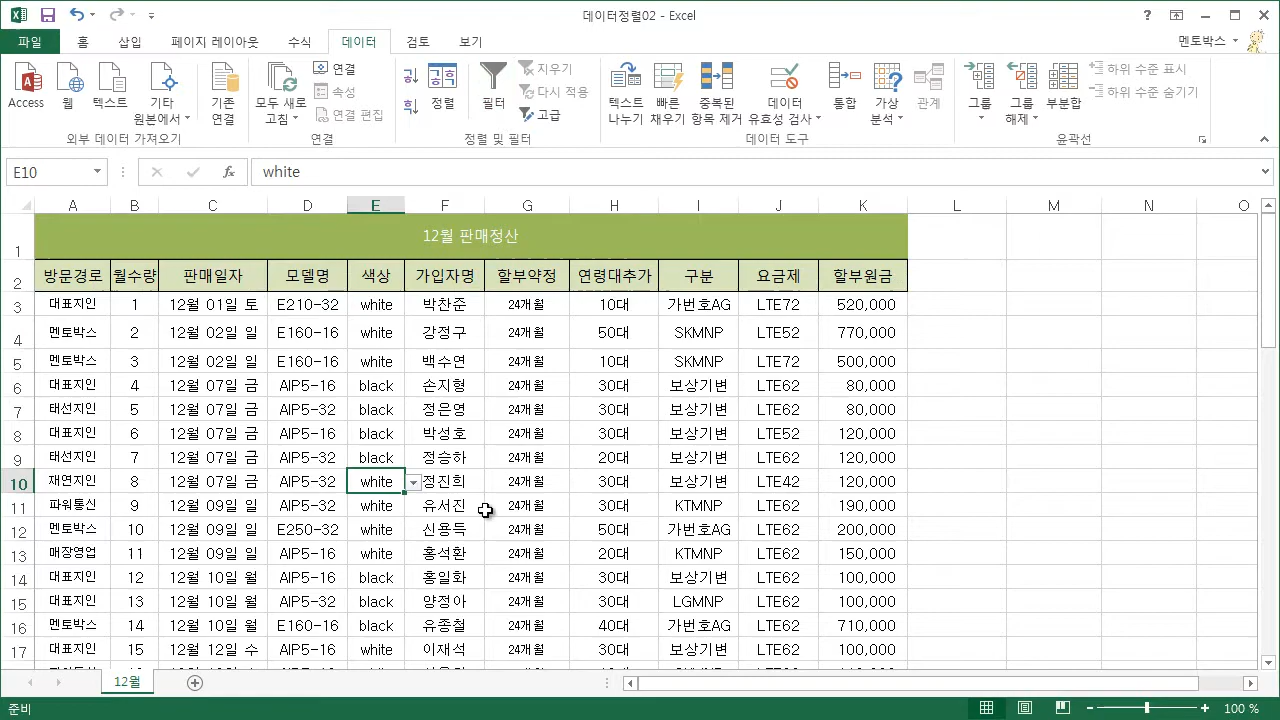 데이터정렬02 - Excel
파일 홈 삽입 페이지 레이아웃 수식 데이터 검토 보기 멘토박스
Access 웹 텍스트 기타 원본에서 기존 연결
외부 데이터 가져오기
모두 새로 고침 연결 속성 연결 편집
연결
정렬 필터 지우기 다시 적용 고급
정렬 및 필터
텍스트 나누기 빠른 채우기 중복된 항목 제거 데이터 유효성 검사 통합 가상 분석 관계
데이터 도구
그룹 그룹 해제 부분합 하위 수준 표시 하위 수준 숨기기
윤곽선
E10 fx white
A B C D E F G H I J K L M N O
1 12월 판매정산
2 방문경로 월수량 판매일자 모델명 색상 가입자명 할부약정 연령대추가 구분 요금제 할부원금
3 대표지인 1 12월 01일 토 E210-32 white 박찬준 24개월 10대 가번호AG LTE72 520,000
4 멘토박스 2 12월 02일 일 E160-16 white 강정구 24개월 50대 SKMNP LTE52 770,000
5 멘토박스 3 12월 02일 일 E160-16 white 백수연 24개월 10대 SKMNP LTE72 500,000
6 대표지인 4 12월 07일 금 AIP5-16 black 손지형 24개월 30대 보상기변 LTE62 80,000
7 태선지인 5 12월 07일 금 AIP5-32 black 정은영 24개월 30대 보상기변 LTE62 80,000
8 대표지인 6 12월 07일 금 AIP5-16 black 박성호 24개월 30대 보상기변 LTE52 120,000
9 태선지인 7 12월 07일 금 AIP5-32 black 정승하 24개월 20대 보상기변 LTE62 120,000
10 재연지인 8 12월 07일 금 AIP5-32 white 정진희 24개월 30대 보상기변 LTE42 120,000
11 파워통신 9 12월 09일 일 AIP5-32 white 유서진 24개월 30대 KTMNP LTE62 190,000
12 멘토박스 10 12월 09일 일 E250-32 white 신용득 24개월 50대 가번호AG LTE62 200,000
13 매장영업 11 12월 09일 일 AIP5-16 white 홍석환 24개월 20대 KTMNP LTE62 150,000
14 대표지인 12 12월 10일 월 AIP5-16 black 홍일화 24개월 30대 보상기변 LTE62 100,000
15 대표지인 13 12월 10일 월 AIP5-32 black 양정아 24개월 30대 LGMNP LTE62 100,000
16 멘토박스 14 12월 10일 월 E160-16 black 유종철 24개월 40대 가번호AG LTE62 710,000
17 대표지인 15 12월 12일 수 AIP5-16 white 이재석 24개월 30대 보상기변 LTE62 100,000
12월
준비 100 %